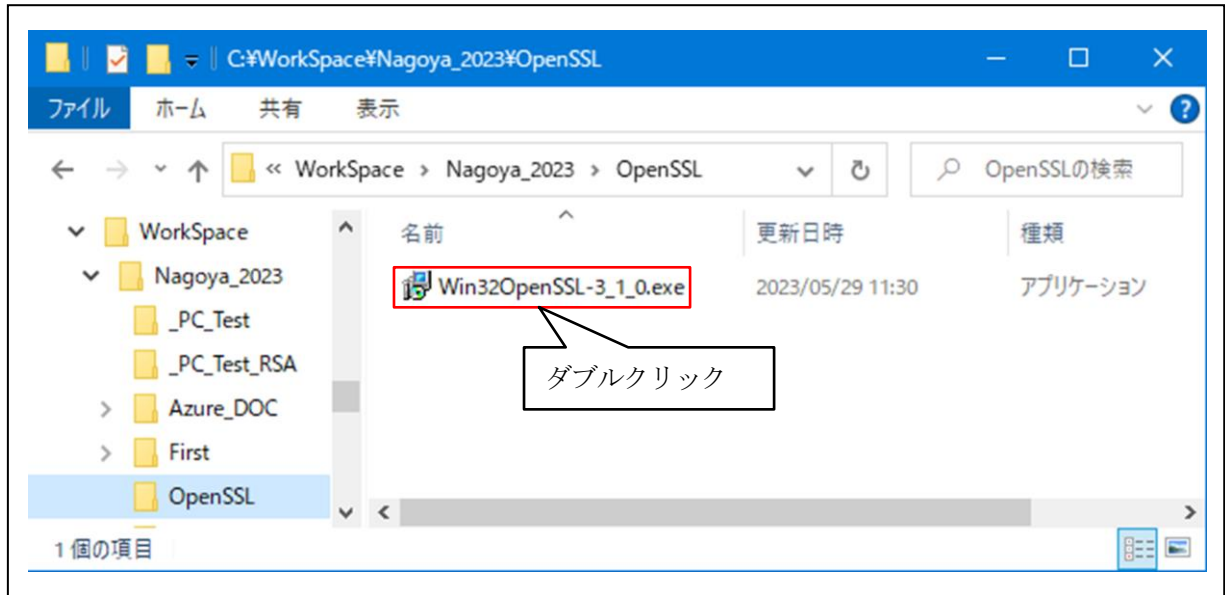 C:¥WorkSpace¥Nagoya_2023¥OpenSSL
ファイル ホーム 共有 表示
« WorkSpace › Nagoya_2023 › OpenSSL OpenSSLの検索
WorkSpace
Nagoya_2023
_PC_Test
_PC_Test_RSA
Azure_DOC
First
OpenSSL
名前 更新日時 種類
Win32OpenSSL-3_1_0.exe 2023/05/29 11:30 アプリケーション
ダブルクリック
1 個の項目